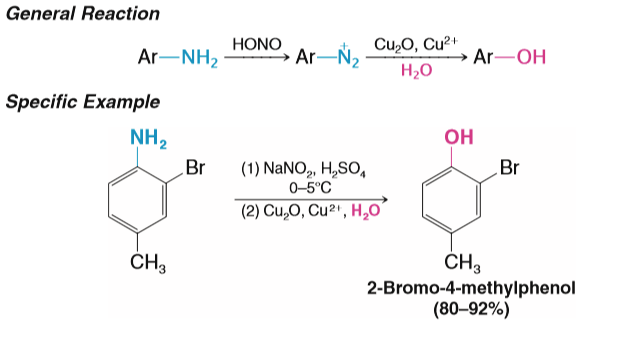 General Reaction
Ar—NH₂ HONO Ar—N₂⁺ Cu₂O, Cu²⁺ H₂O Ar—OH
Specific Example
NH₂ OH
Br (1) NaNO₂, H₂SO₄ Br
0–5°C
(2) Cu₂O, Cu²⁺, H₂O
CH₃ CH₃
2-Bromo-4-methylphenol
(80–92%)